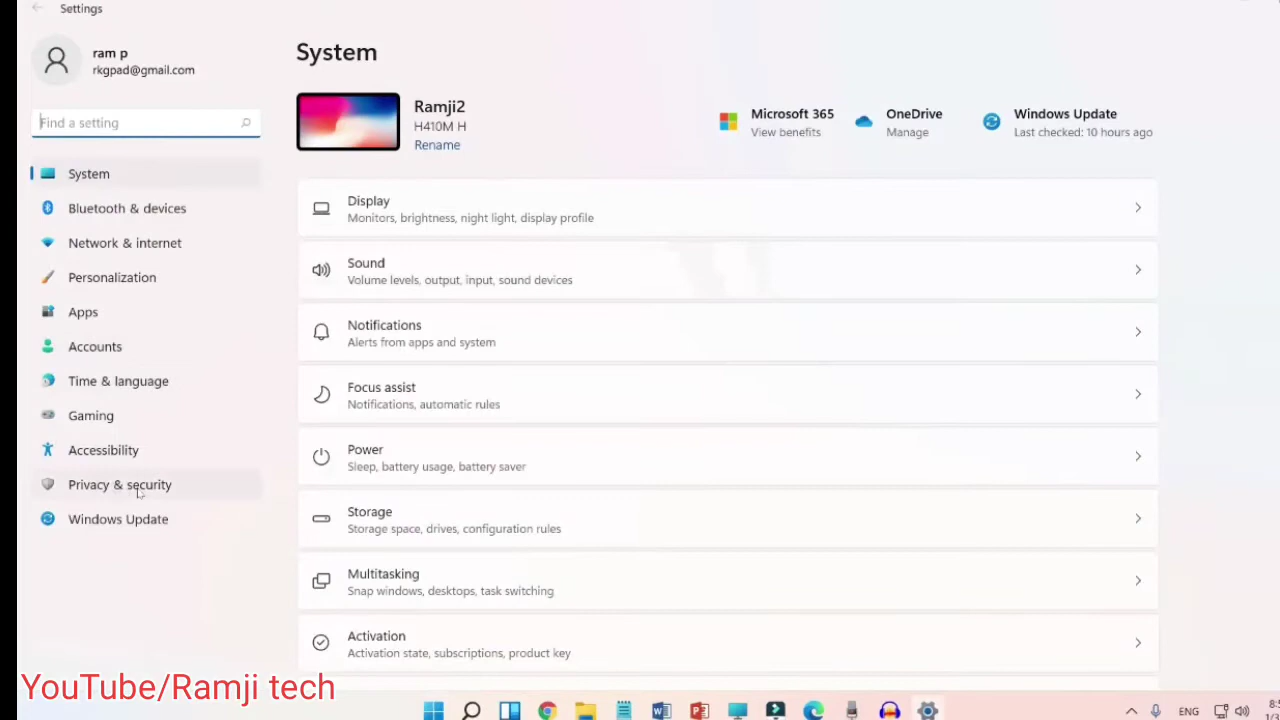 Settings
ram p
rkgpad@gmail.com
Find a setting
System
Bluetooth & devices
Network & internet
Personalization
Apps
Accounts
Time & language
Gaming
Accessibility
Privacy & security
Windows Update
System
Ramji2
H410M H
Rename
Microsoft 365
View benefits
OneDrive
Manage
Windows Update
Last checked: 10 hours ago
Display
Monitors, brightness, night light, display profile
Sound
Volume levels, output, input, sound devices
Notifications
Alerts from apps and system
Focus assist
Notifications, automatic rules
Power
Sleep, battery usage, battery saver
Storage
Storage space, drives, configuration rules
Multitasking
Snap windows, desktops, task switching
Activation
Activation state, subscriptions, product key
YouTube/Ramji tech
ENG